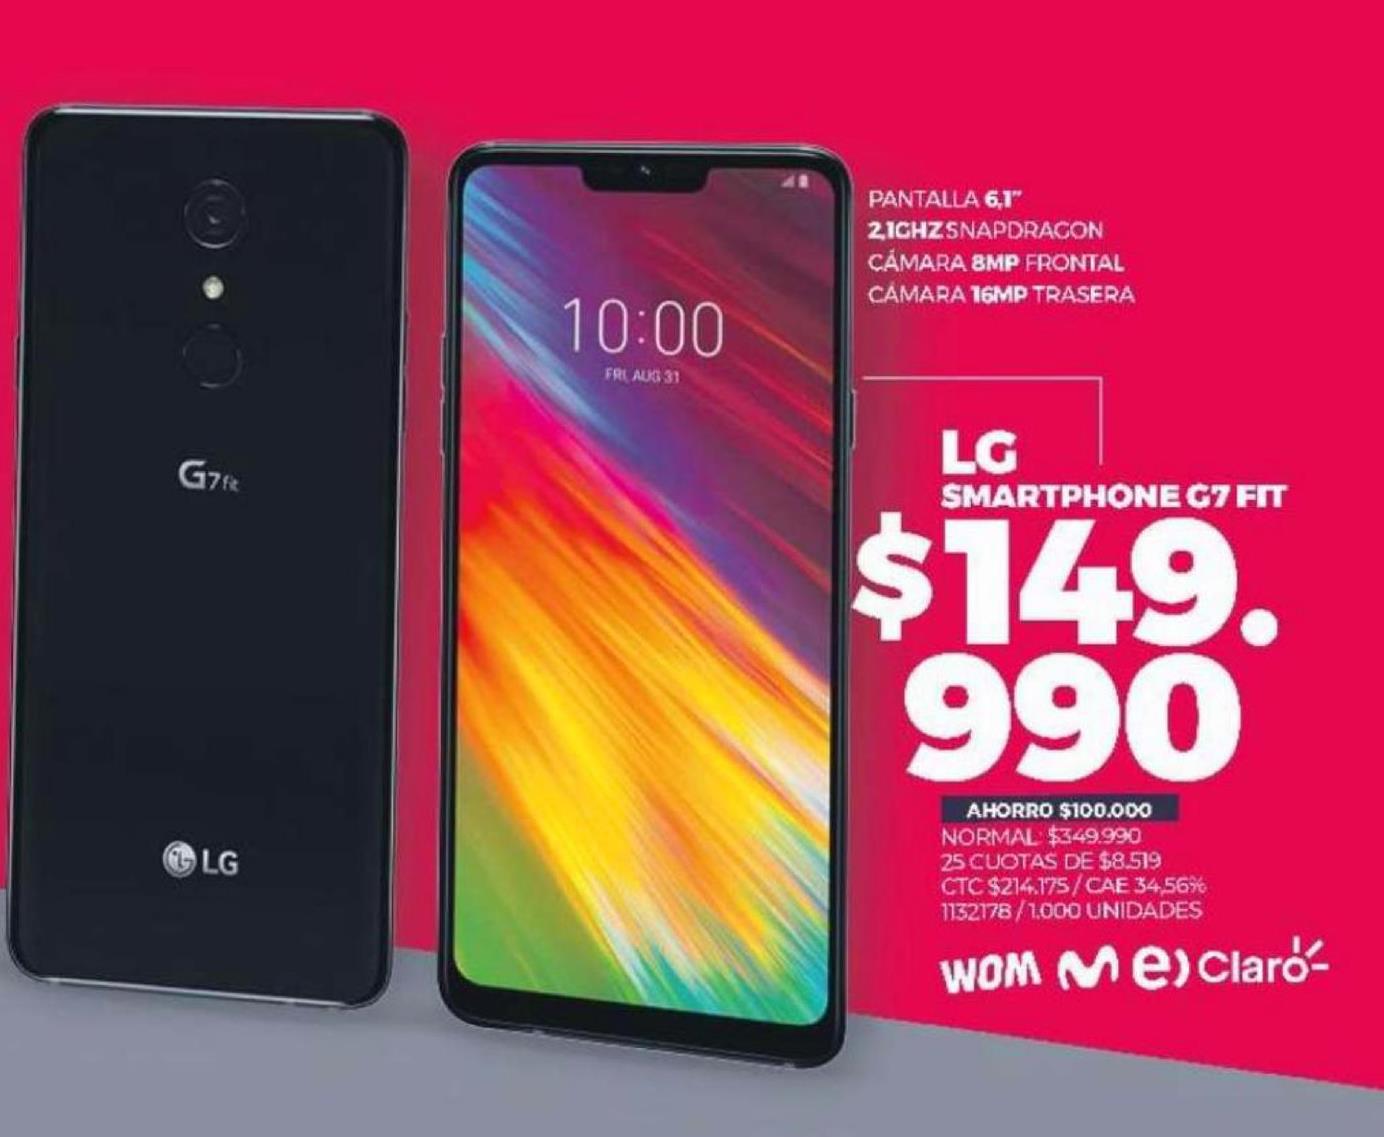 G7 fit
LG
10:00
FRI, AUG 31
PANTALLA 6,1"
2,1GHZ SNAPDRAGON
CÁMARA 8MP FRONTAL
CÁMARA 16MP TRASERA
LG
SMARTPHONE G7 FIT
$149.
990
AHORRO $100.000
NORMAL: $349.990
25 CUOTAS DE $8.519
CTC $214.175 / CAE 34,56%
1132178 / 1.000 UNIDADES
WOM M e) Claro